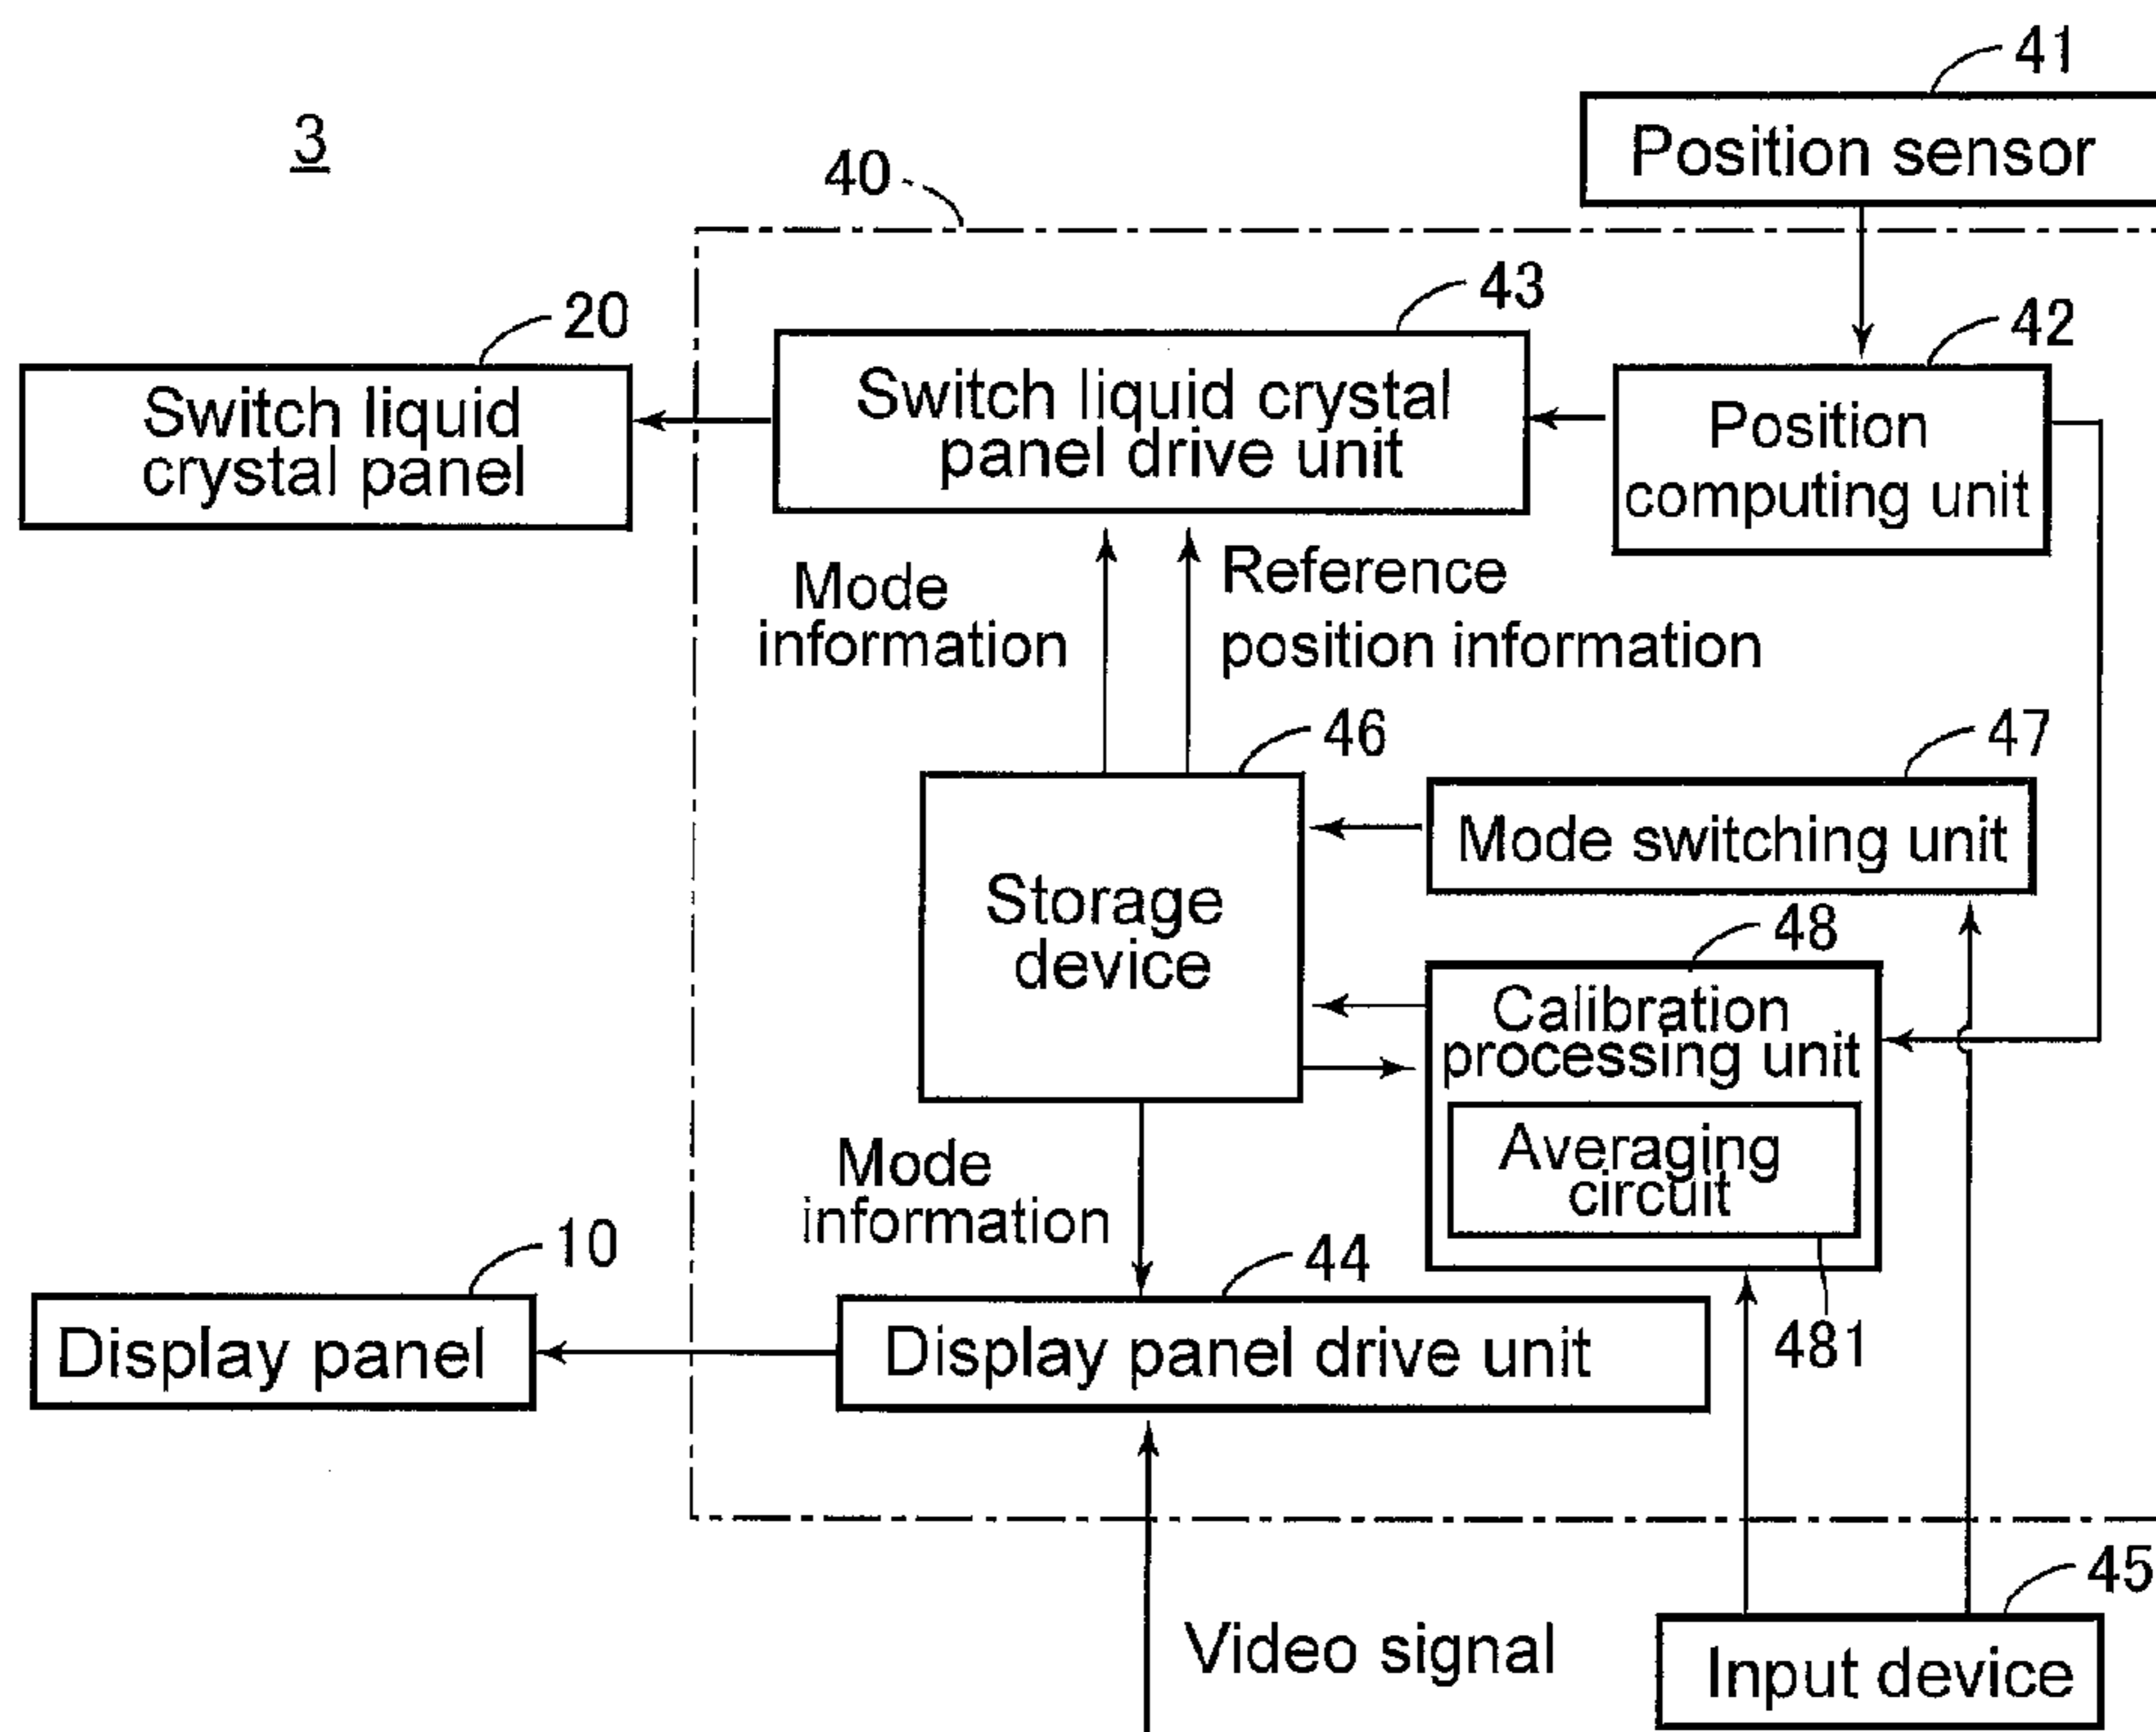 41
Position sensor
3
40
43
42
20
Switch liquid
crystal panel
Switch liquid crystal
panel drive unit
Position
computing unit
Mode
information
Reference
position information
46
47
Mode switching unit
Storage
device
48
Calibration
processing unit
Averaging
circuit
481
Mode
information
10
Display panel
44
Display panel drive unit
Video signal
45
Input device